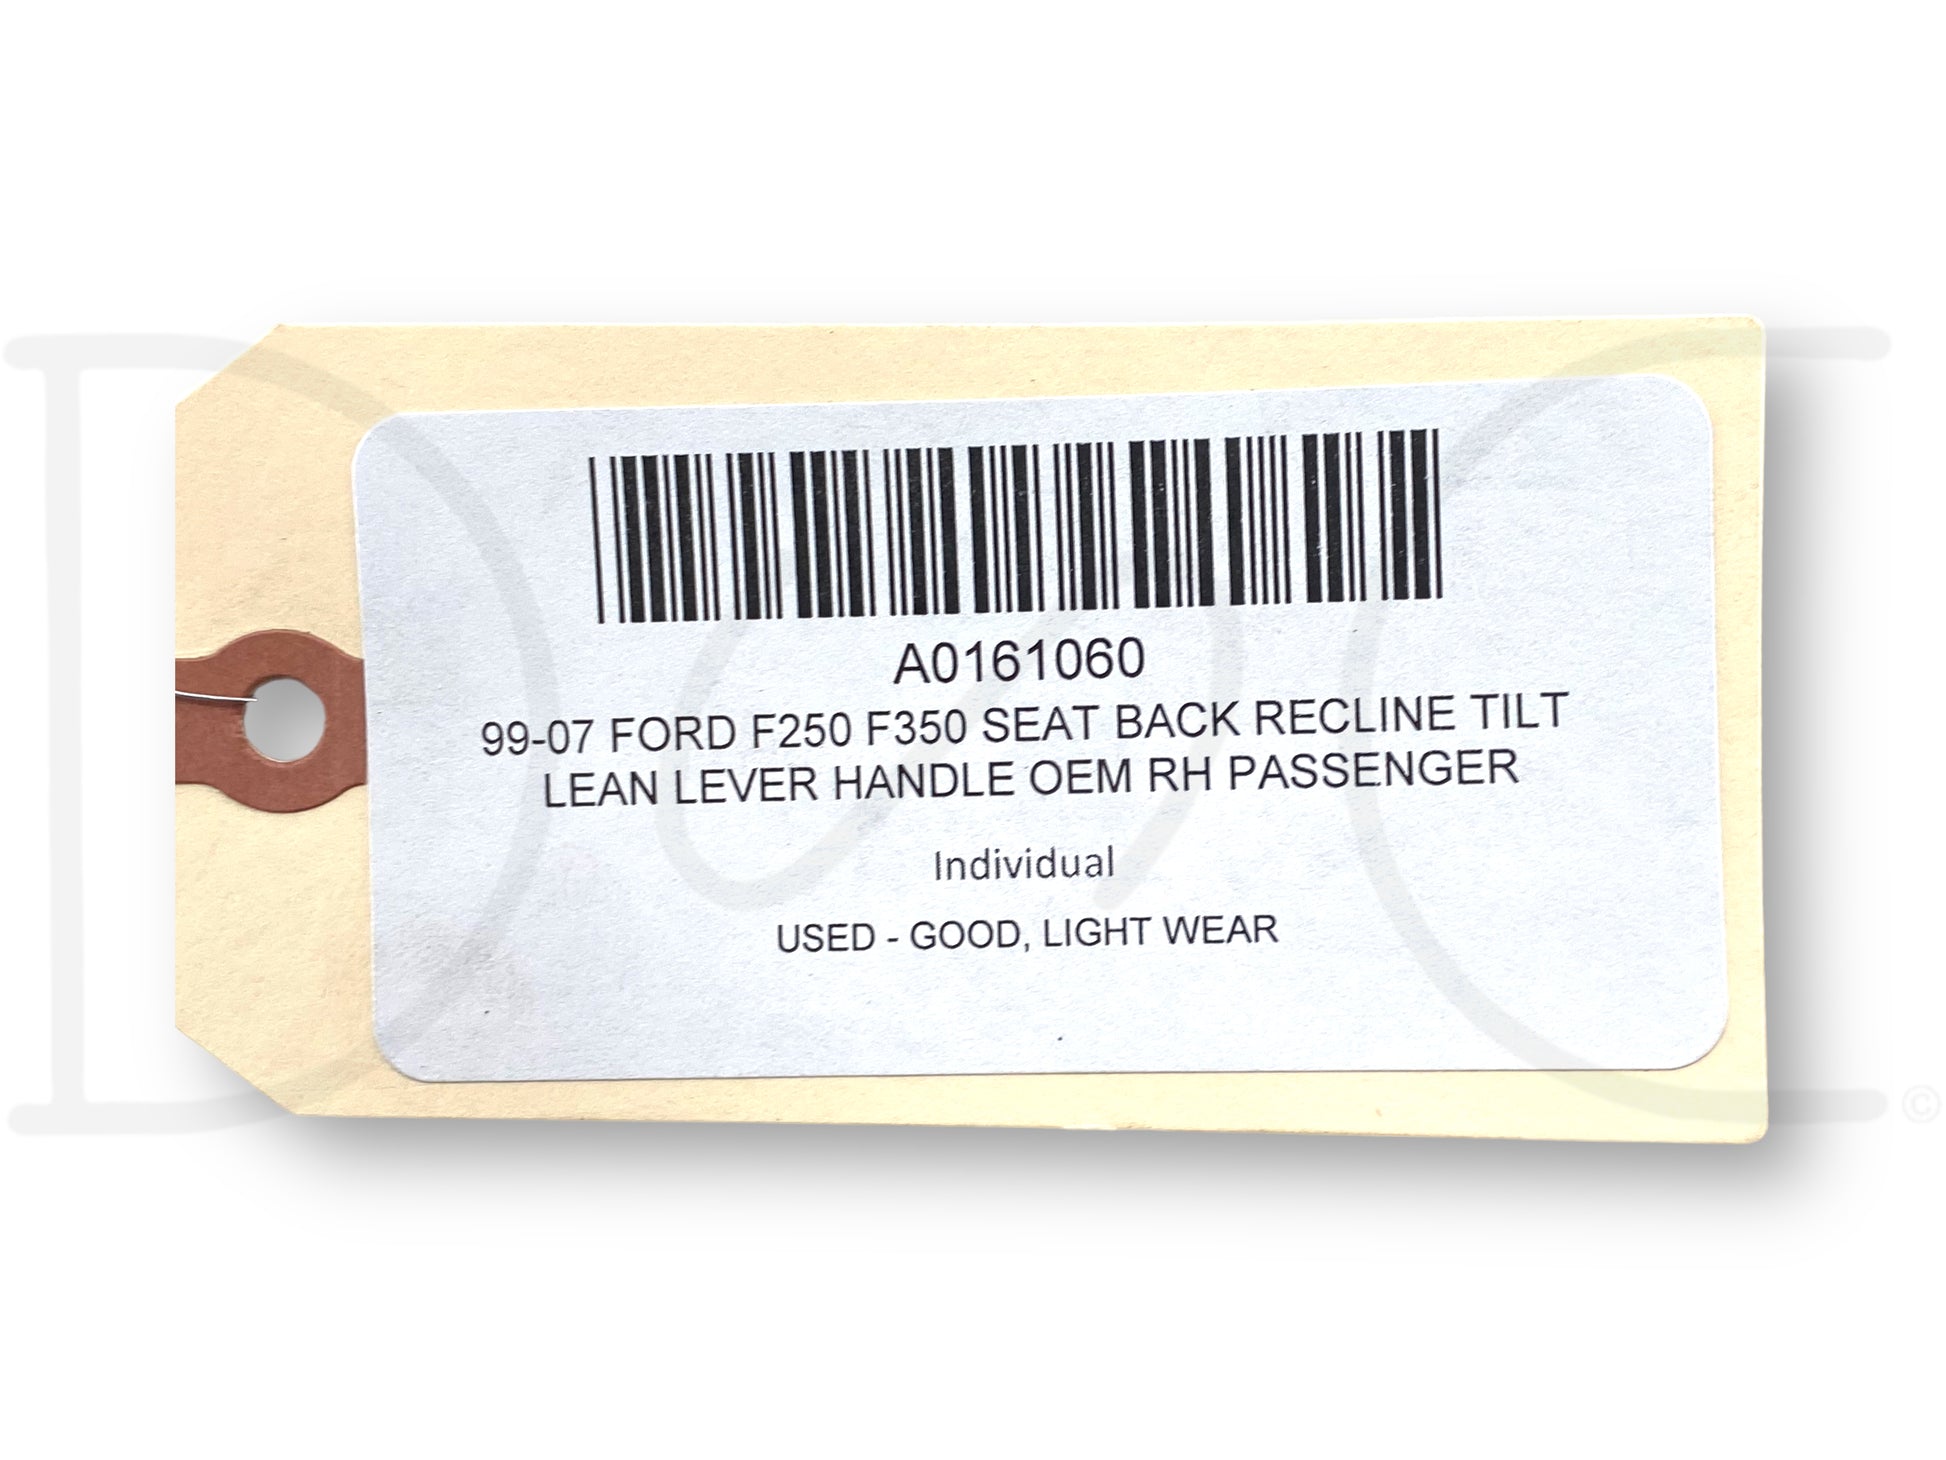 A0161060
99-07 FORD F250 F350 SEAT BACK RECLINE TILT
LEAN LEVER HANDLE OEM RH PASSENGER
Individual
USED - GOOD, LIGHT WEAR
©